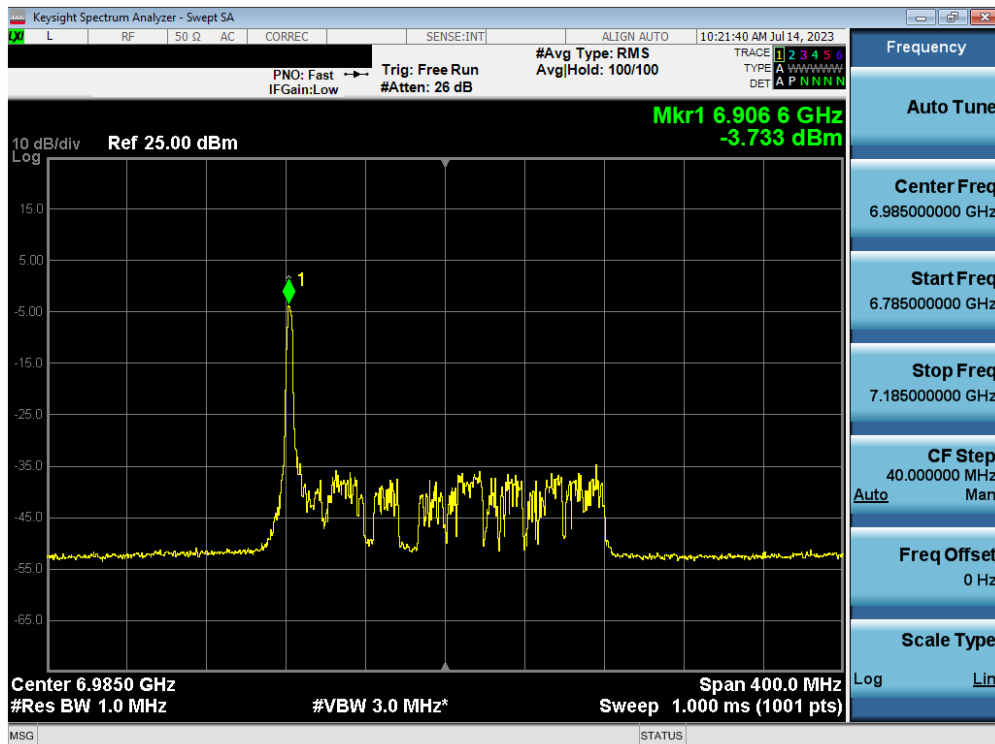 Keysight Spectrum Analyzer - Swept SA
LXI L RF 50 Ω AC CORREC SENSE:INT ALIGN AUTO 10:21:40 AM Jul 14, 2023
PNO: Fast
IFGain:Low
Trig: Free Run
#Atten: 26 dB
#Avg Type: RMS
Avg|Hold: 100/100
TRACE 1 2 3 4 5 6
TYPE A W W W W W
DET A P N N N N
Mkr1 6.906 6 GHz
-3.733 dBm
10 dB/div Ref 25.00 dBm
Log
15.0
5.00
-5.00
-15.0
-25.0
-35.0
-45.0
-55.0
-65.0
1
Center 6.9850 GHz Span 400.0 MHz
#Res BW 1.0 MHz #VBW 3.0 MHz* Sweep 1.000 ms (1001 pts)
MSG STATUS
Frequency
Auto Tune
Center Freq
6.985000000 GHz
Start Freq
6.785000000 GHz
Stop Freq
7.185000000 GHz
CF Step
40.000000 MHz
Auto Man
Freq Offset
0 Hz
Scale Type
Log Lin